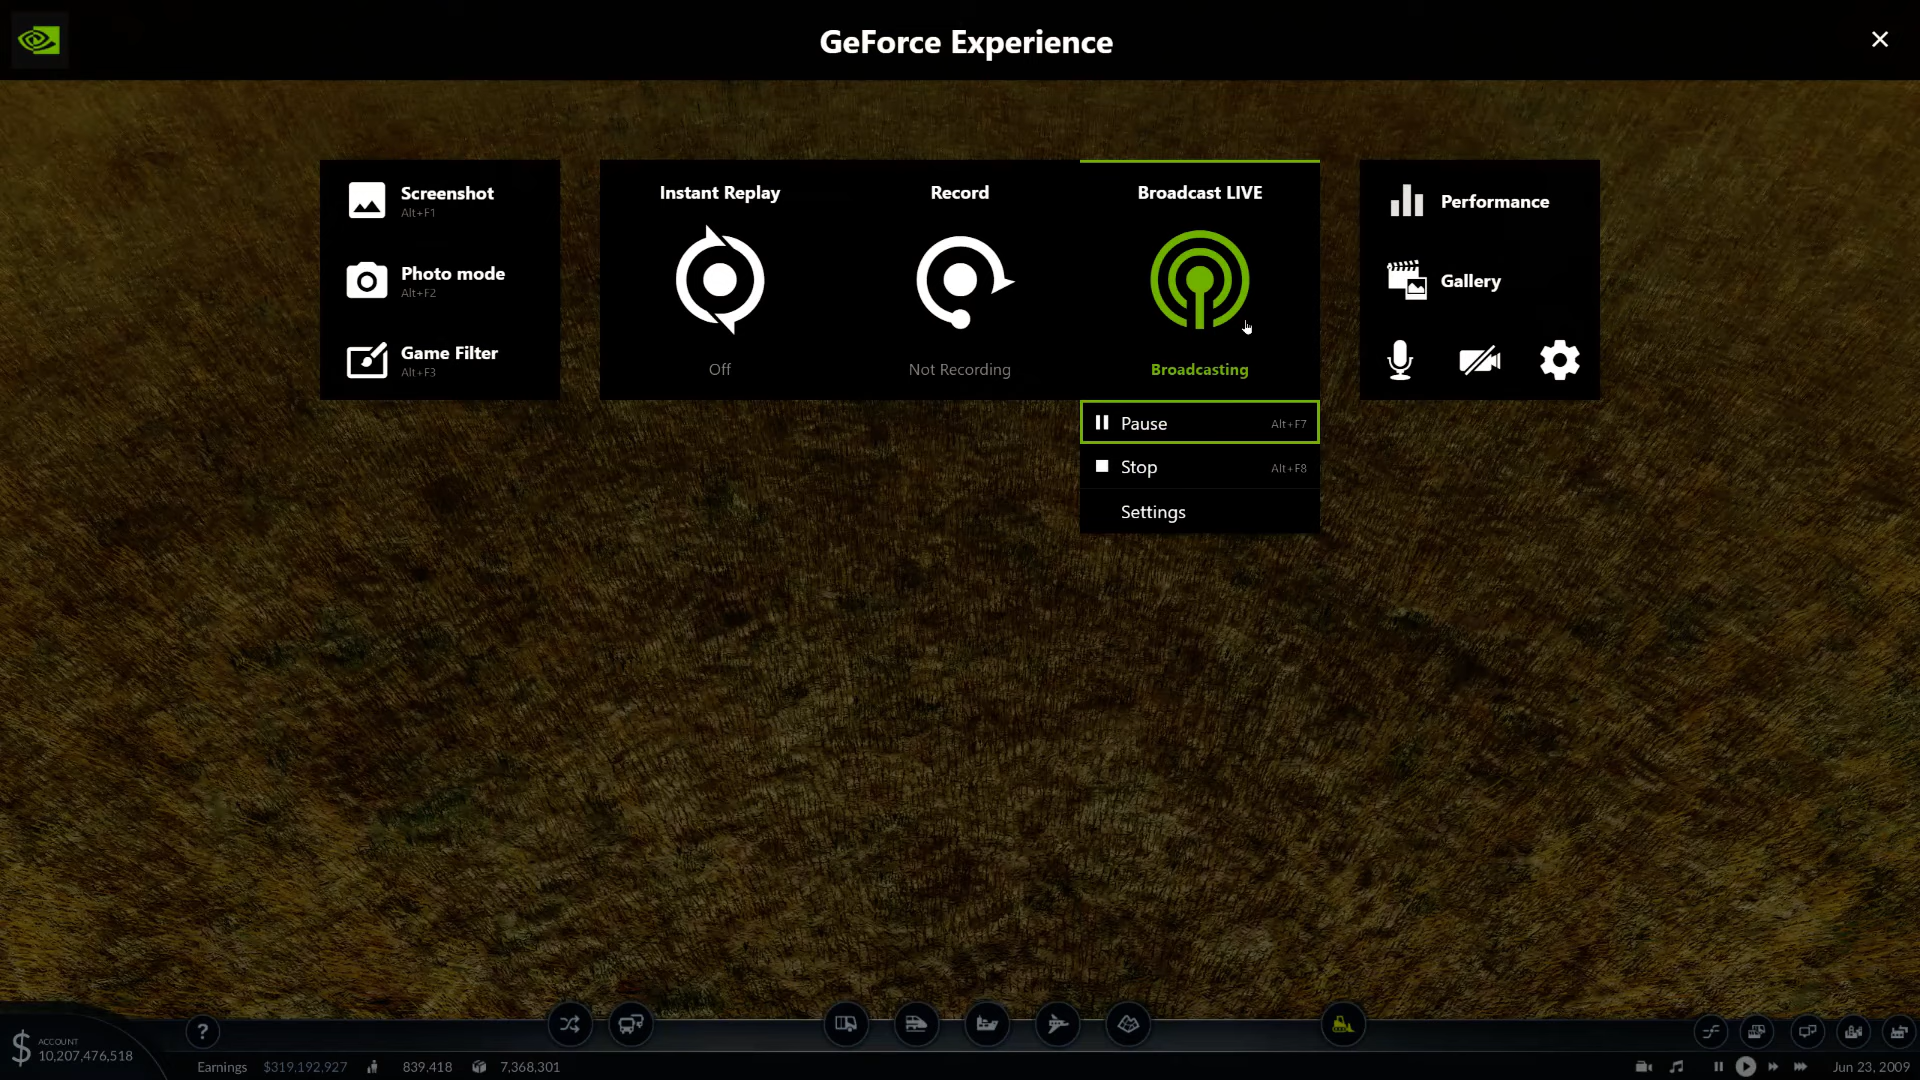 GeForce Experience
Screenshot
Alt+F1
Photo mode
Alt+F2
Game Filter
Alt+F3
Instant Replay
Off
Record
Not Recording
Broadcast LIVE
Broadcasting
Pause Alt+F7
Stop Alt+F8
Settings
Performance
Gallery
?
$ ACCOUNT
10,207,476,518
Earnings $319,192,927 839,418 7,368,301
Jun 23, 2009